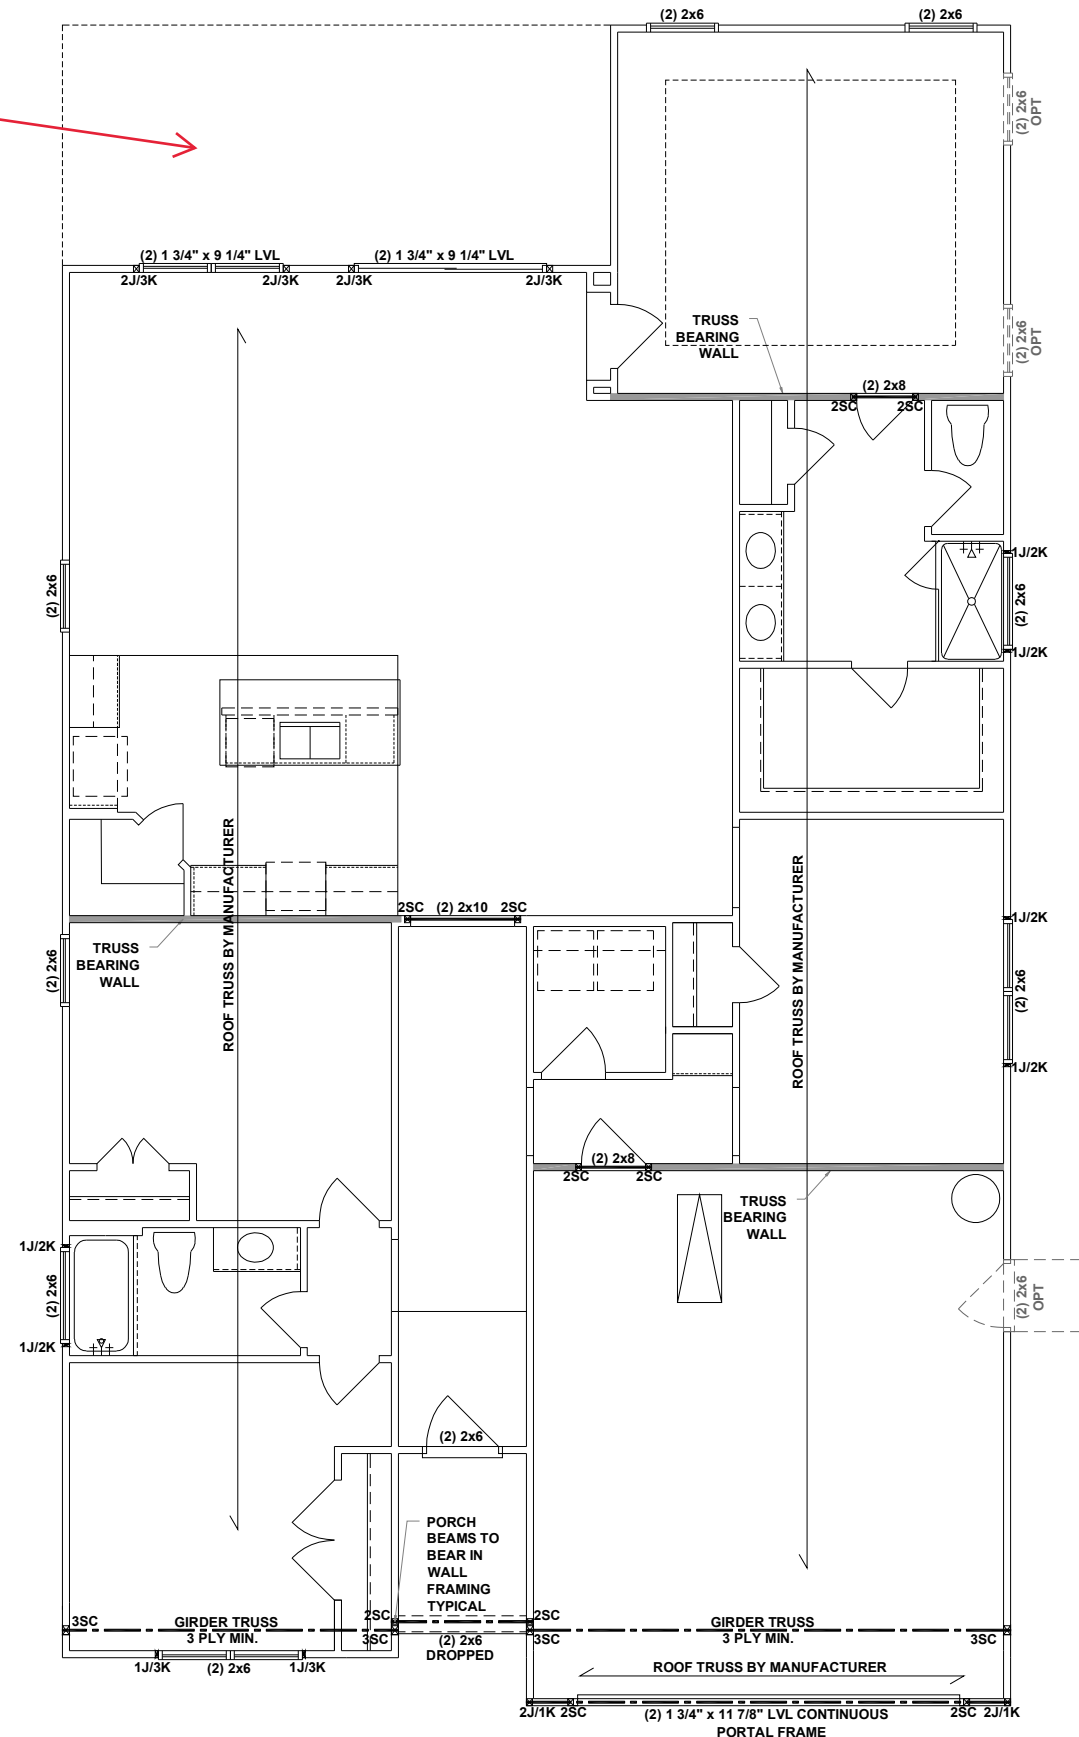 (2) 2x6
(2) 2x6
(2) 2x6
OPT
(2) 1 3/4" x 9 1/4" LVL
(2) 1 3/4" x 9 1/4" LVL
2J/3K
2J/3K
2J/3K
2J/3K
TRUSS
BEARING
WALL
(2) 2x6
OPT
(2) 2x8
2SC
2SC
1J/2K
(2) 2x6
1J/2K
(2) 2x6
ROOF TRUSS BY MANUFACTURER
ROOF TRUSS BY MANUFACTURER
2SC
(2) 2x10
2SC
1J/2K
(2) 2x6
1J/2K
TRUSS
BEARING
WALL
(2) 2x6
(2) 2x8
2SC
2SC
TRUSS
BEARING
WALL
1J/2K
(2) 2x6
1J/2K
(2) 2x6
OPT
(2) 2x6
PORCH
BEAMS TO
BEAR IN
WALL
FRAMING
TYPICAL
3SC
GIRDER TRUSS
3 PLY MIN.
2SC
2SC
3SC
3SC
(2) 2x6
DROPPED
GIRDER TRUSS
3 PLY MIN.
3SC
1J/3K
(2) 2x6
1J/3K
ROOF TRUSS BY MANUFACTURER
2J/1K
2SC
(2) 1 3/4" x 11 7/8" LVL CONTINUOUS
PORTAL FRAME
2SC
2J/1K